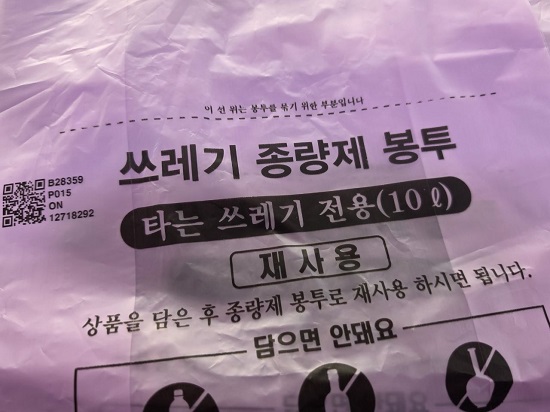 이 선 위는 봉투를 묶기 위한 부분입니다
쓰레기 종량제 봉투
B28359
P015
ON
12718292
타는 쓰레기 전용(10ℓ)
재사용
상품을 담은 후 종량제 봉투로 재사용 하시면 됩니다.
담으면 안돼요